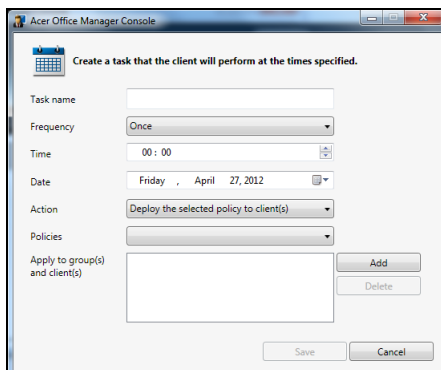 Acer Office Manager Console
Create a task that the client will perform at the times specified.
Task name
Frequency Once
Time 00 : 00
Date Friday , April 27, 2012
Action Deploy the selected policy to client(s)
Policies
Apply to group(s) Add
and client(s) Delete
Save Cancel